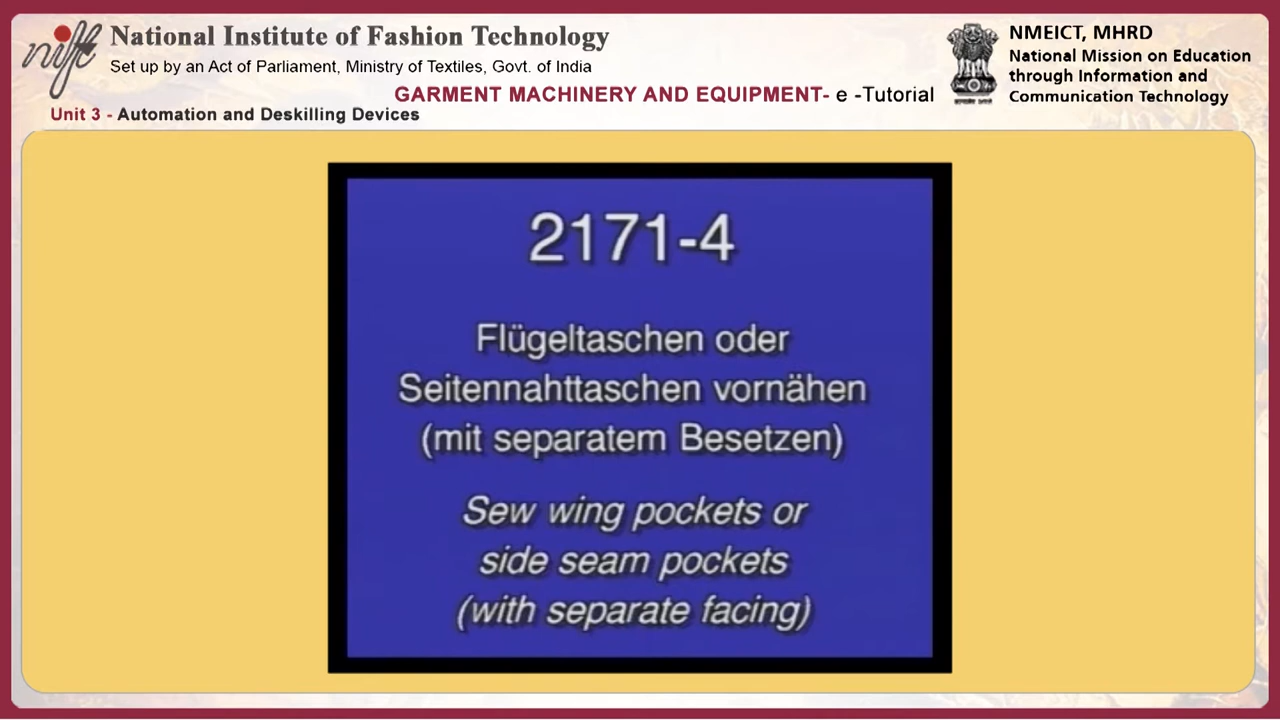 nift
National Institute of Fashion Technology
Set up by an Act of Parliament, Ministry of Textiles, Govt. of India
GARMENT MACHINERY AND EQUIPMENT- e -Tutorial
Unit 3 - Automation and Deskilling Devices
NMEICT, MHRD
National Mission on Education
through Information and
Communication Technology
2171-4
Flügeltaschen oder
Seitennahttaschen vornähen
(mit separatem Besetzen)
Sew wing pockets or
side seam pockets
(with separate facing)